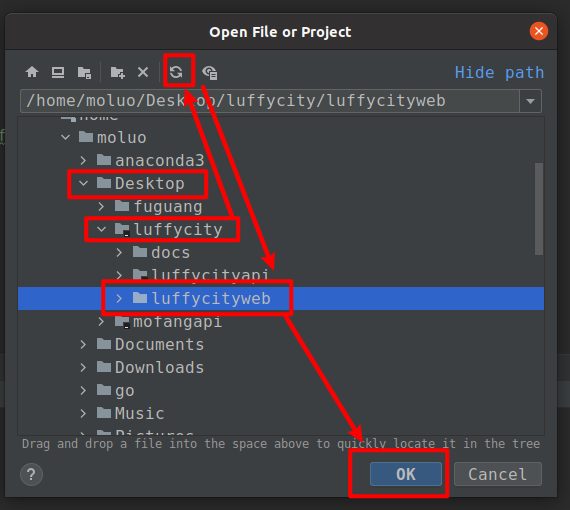 Open File or Project
Hide path
/home/moluo/Desktop/luffycity/luffycityweb
Home
moluo
anaconda3
Desktop
fuguang
luffycity
docs
luffycityapi
luffycityweb
mofangapi
Documents
Downloads
go
Music
Pictures
Drag and drop a file into the space above to quickly locate it in the tree
?
OK
Cancel